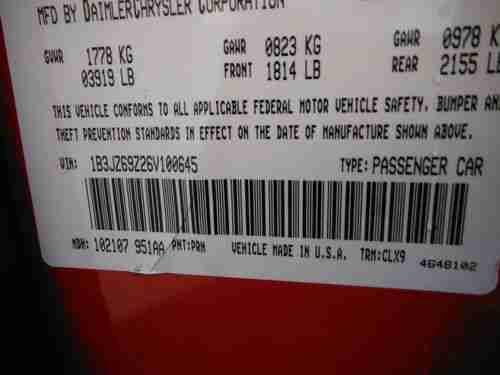 MFD BY DAIMLERCHRYSLER CORPORATION
GVWR 1778 KG GAWR 0823 KG GAWR 0978 KG
03919 LB FRONT 1814 LB REAR 2155 LB
THIS VEHICLE CONFORMS TO ALL APPLICABLE FEDERAL MOTOR VEHICLE SAFETY, BUMPER AN
THEFT PREVENTION STANDARDS IN EFFECT ON THE DATE OF MANUFACTURE SHOWN ABOVE.
VIN: 1B3JZ69Z26V100645 TYPE: PASSENGER CAR
MDH: 102107 951AA PNT: PRN VEHICLE MADE IN U.S.A. TRM: CLX9
4648102